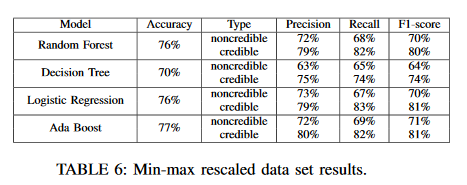 Model Accuracy Type Precision Recall F1-score
Random Forest 76% noncredible 72% 68% 70%
credible 79% 82% 80%
Decision Tree 70% noncredible 63% 65% 64%
credible 75% 74% 74%
Logistic Regression 76% noncredible 73% 67% 70%
credible 79% 83% 81%
Ada Boost 77% noncredible 72% 69% 71%
credible 80% 82% 81%
TABLE 6: Min-max rescaled data set results.